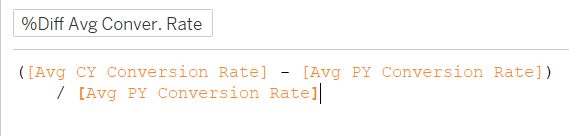 %Diff Avg Conver. Rate
([Avg CY Conversion Rate] - [Avg PY Conversion Rate])
/ [Avg PY Conversion Rate]